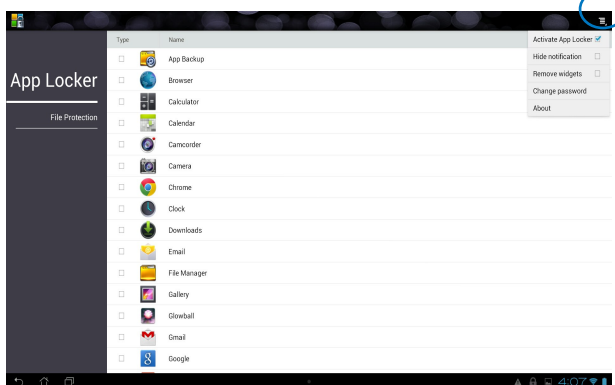 Type Name
Activate App Locker
Hide notification
Remove widgets
Change password
About
App Locker
File Protection
App Backup
Browser
Calculator
Calendar
Camcorder
Camera
Chrome
Clock
Downloads
Email
File Manager
Gallery
Glowball
Gmail
Google
4:07